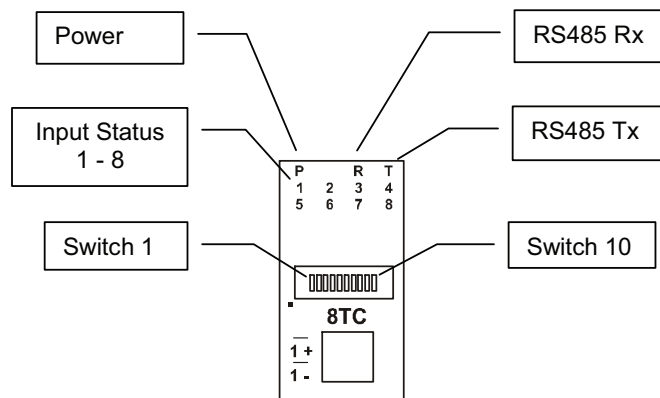 Power
RS485 Rx
Input Status
1 - 8
RS485 Tx
P R T
1 2 3 4
5 6 7 8
Switch 1
Switch 10
8TC
1 +
1 -